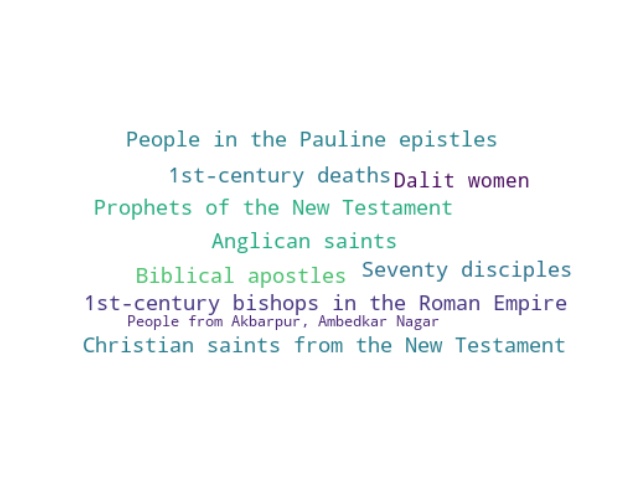 People in the Pauline epistles
1st-century deaths
Dalit women
Prophets of the New Testament
Anglican saints
Biblical apostles
Seventy disciples
1st-century bishops in the Roman Empire
People from Akbarpur, Ambedkar Nagar
Christian saints from the New Testament